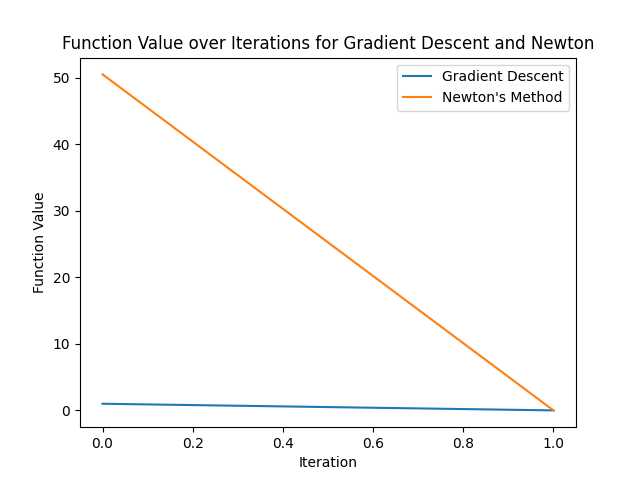 Function Value over Iterations for Gradient Descent and Newton
Gradient Descent
Newton's Method
50
40
30
20
10
0
Function Value
0.0 0.2 0.4 0.6 0.8 1.0
Iteration